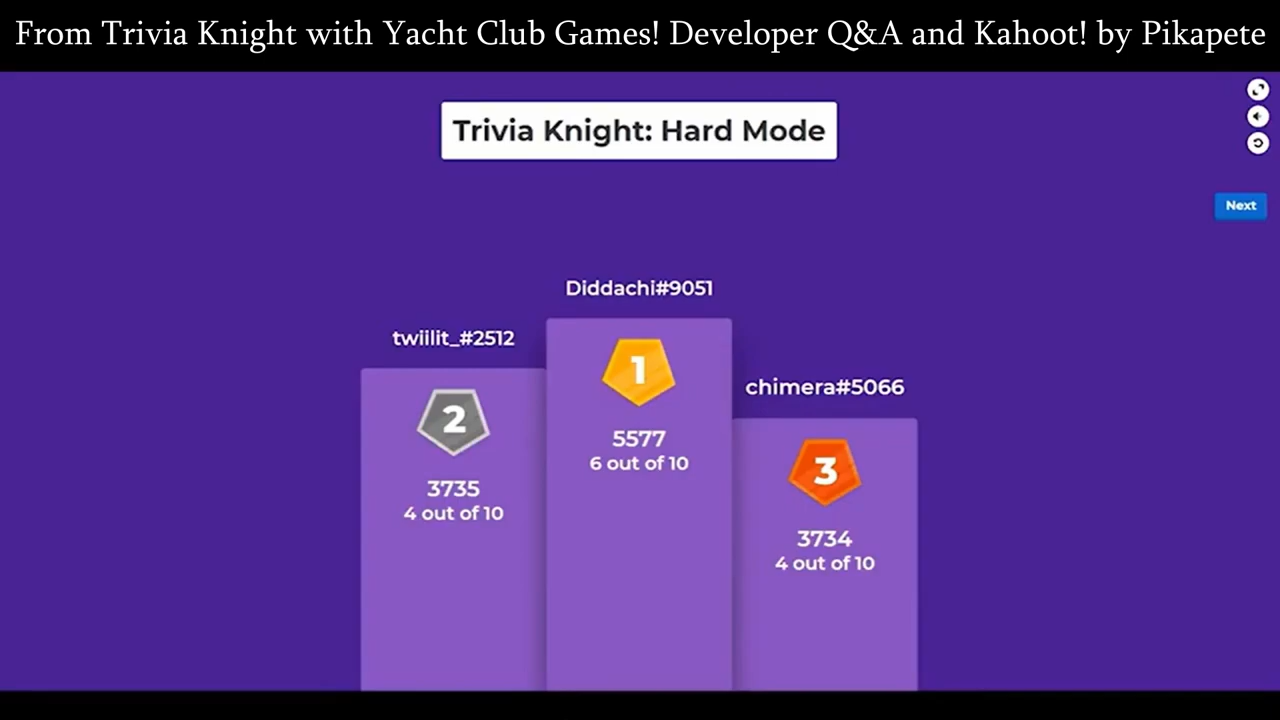 From Trivia Knight with Yacht Club Games! Developer Q&A and Kahoot! by Pikapete
Trivia Knight: Hard Mode
Next
Diddachi#9051
twiilit_#2512
1
chimera#5066
2
5577
6 out of 10
3
3735
4 out of 10
3734
4 out of 10